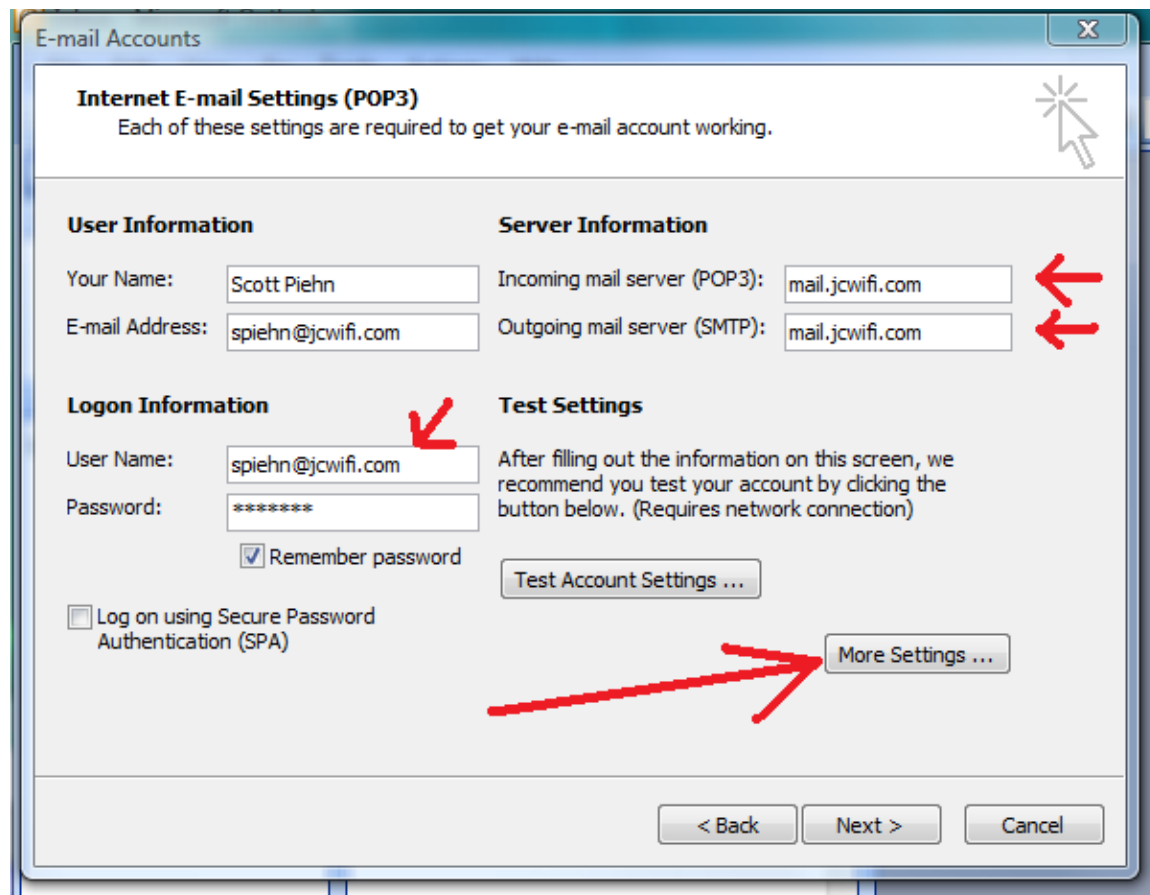 E-mail Accounts
Internet E-mail Settings (POP3)
Each of these settings are required to get your e-mail account working.
User Information
Your Name: Scott Piehn
E-mail Address: spiehn@jcwifi.com
Server Information
Incoming mail server (POP3): mail.jcwifi.com
Outgoing mail server (SMTP): mail.jcwifi.com
Logon Information
User Name: spiehn@jcwifi.com
Password: *******
Remember password
Log on using Secure Password
Authentication (SPA)
Test Settings
After filling out the information on this screen, we
recommend you test your account by clicking the
button below. (Requires network connection)
Test Account Settings ...
More Settings ...
< Back
Next >
Cancel